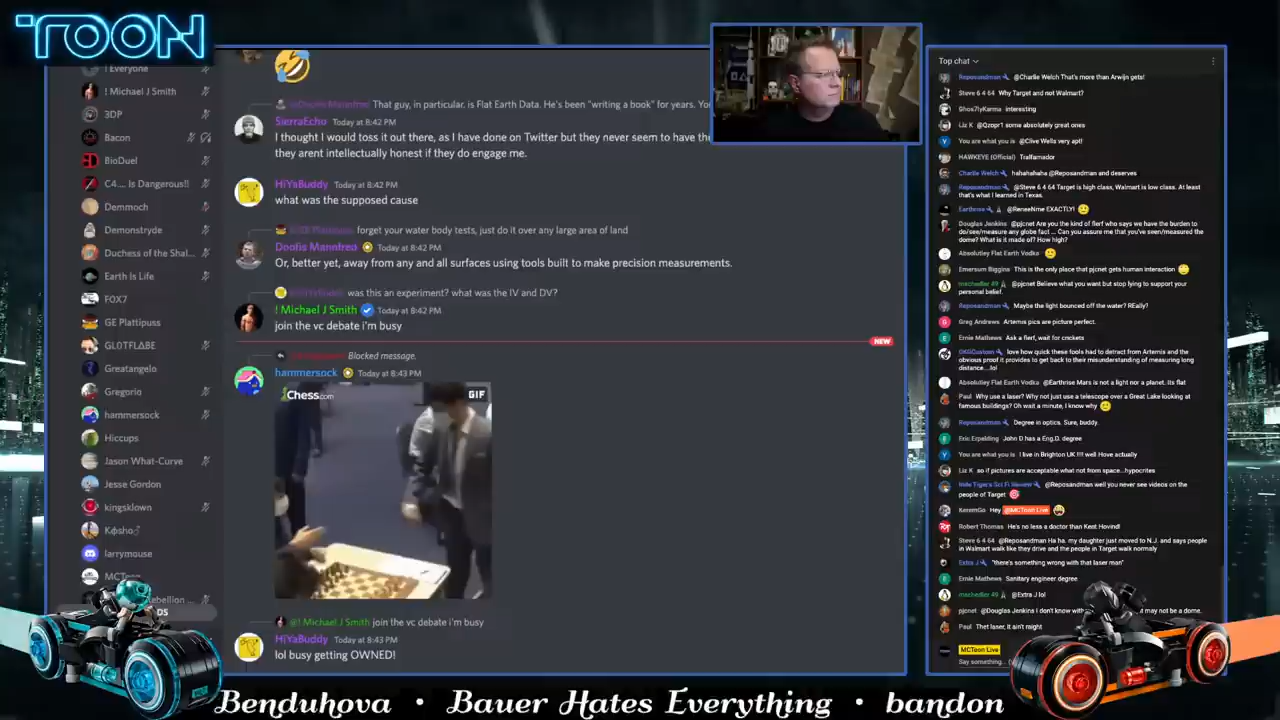 TOON
! Everyone
! Michael J Smith
3DP
Bacon
BioDuel
C4.... Is Dangerous!!
Demmoch
Demonstryde
Duchess of the Shal...
Earth Is Life
FOX7
GE Plattipuss
GL0TFLΔBE
Greatangelo
Gregorio
hammersock
Hiccups
Jason What-Curve
Jesse Gordon
kingsklown
larrymouse
That guy, in particular, is Flat Earth Data. He's been "writing a book" for years. Yo
SierraEcho Today at 8:42 PM
I thought I would toss it out there, as I have done on Twitter but they never seem to have the
they arent intellectually honest if they do engage me.
HiYaBuddy Today at 8:42 PM
what was the supposed cause
forget your water body tests, just do it over any large area of land
Doofis Mannfred Today at 8:42 PM
Or, better yet, away from any and all surfaces using tools built to make precision measurements.
was this an experiment? what was the IV and DV?
! Michael J Smith Today at 8:42 PM
join the vc debate i'm busy
NEW
Blocked message.
hammersock Today at 8:43 PM
Chess.com
GIF
@! Michael J Smith join the vc debate i'm busy
HiYaBuddy Today at 8:43 PM
lol busy getting OWNED!
Top chat
Reposandman @Charlie Welch That's more than Arwijn gets!
Steve 6 4 64 Why Target and not Walmart?
Ghos7lyKarma interesting
Liz K @Qzopr1 some absolutely great ones
You are what you is @Clive Wells very apt!
HAWKEYE (Official) Tralfamador
Charlie Welch hahahahaha @Reposandman and deserves
Reposandman @Steve 6 4 64 Target is high class, Walmart is low class. At least
that's what I learned in Texas.
Earthrise @ReneeNme EXACTLY!
Douglas Jenkins @pjcnet Are you the kind of flerf who says we have the burden to
do/see/measure any globe fact ... Can you assure me that you've seen/measured the
dome? What is it made of? How high?
Absolutley Flat Earth Vodka
Emersum Biggins This is the only place that pjcnet gets human interaction
mschedler 49 @pjcnet Believe what you want but stop lying to support your
personal belief.
Reposandman Maybe the light bounced off the water? REally?
Greg Andrews Artemis pics are picture perfect.
Ernie Mathews Ask a flerf, wait for crickets
OKGCustom love how quick these tools had to detract from Artemis and the
obvious proof it provides to get back to their misunderstanding of measuring long
distance....lol
Absolutley Flat Earth Vodka @Earthrise Mars is not a light nor a planet. Its flat
Paul Why use a laser? Why not just use a telescope over a Great Lake looking at
famous buildings? Oh wait a minute, I know why
Reposandman Degree in optics. Sure, buddy.
Eric Erpelding John D has a Eng.D. degree
You are what you is I live in Brighton UK !!!! well Hove actually
Liz K so if pictures are acceptable what not from space...hypocrites
@Reposandman well you never see videos on the
people of Target
KeremGo Hey @MCToon Live
Robert Thomas He's no less a doctor than Kent Hovind!
Steve 6 4 64 @Reposandman Ha ha. my daughter just moved to N.J. and says people
in Walmart walk like they drive and the people in Target walk normally
Extra J "there's something wrong with that laser man"
Ernie Mathews Sanitary engineer degree
mschedler 49 @Extra J lol
pjcnet @Douglas Jenkins I don't know with may not be a dome.
Paul Thet laser, it ain't raight
MCToon Live
Say something...
Benduhova • Bauer Hates Everything • bandon